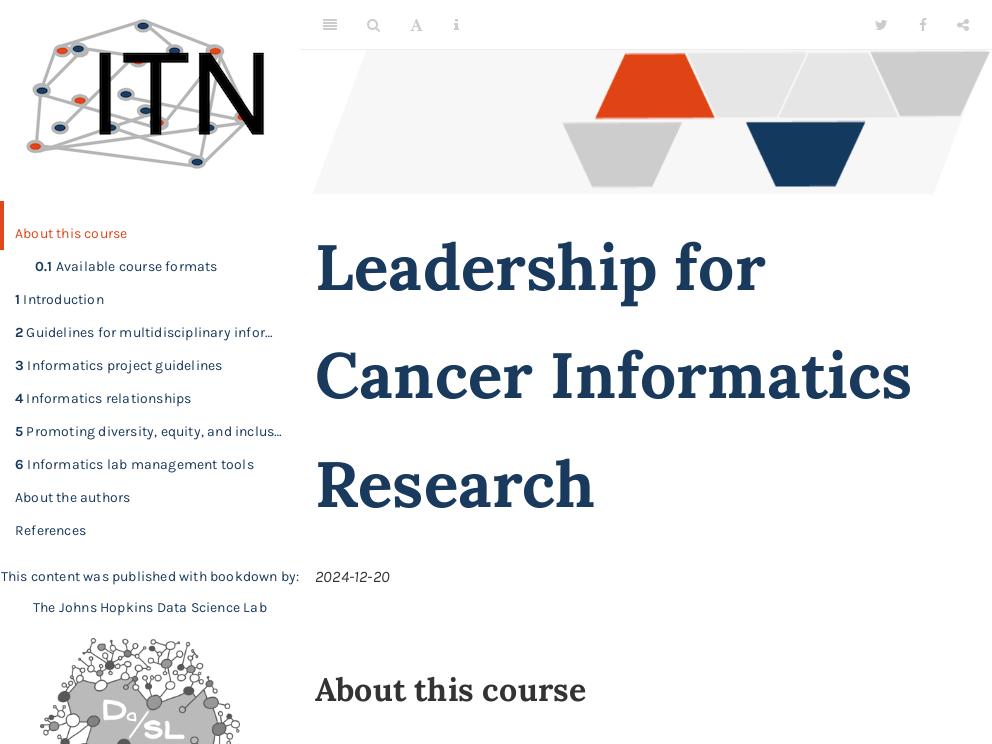 ITN
About this course
0.1 Available course formats
1 Introduction
2 Guidelines for multidisciplinary infor…
3 Informatics project guidelines
4 Informatics relationships
5 Promoting diversity, equity, and inclus…
6 Informatics lab management tools
About the authors
References
This content was published with bookdown by:
The Johns Hopkins Data Science Lab
Da/SL
A
i
Leadership for
Cancer Informatics
Research
2024-12-20
About this course